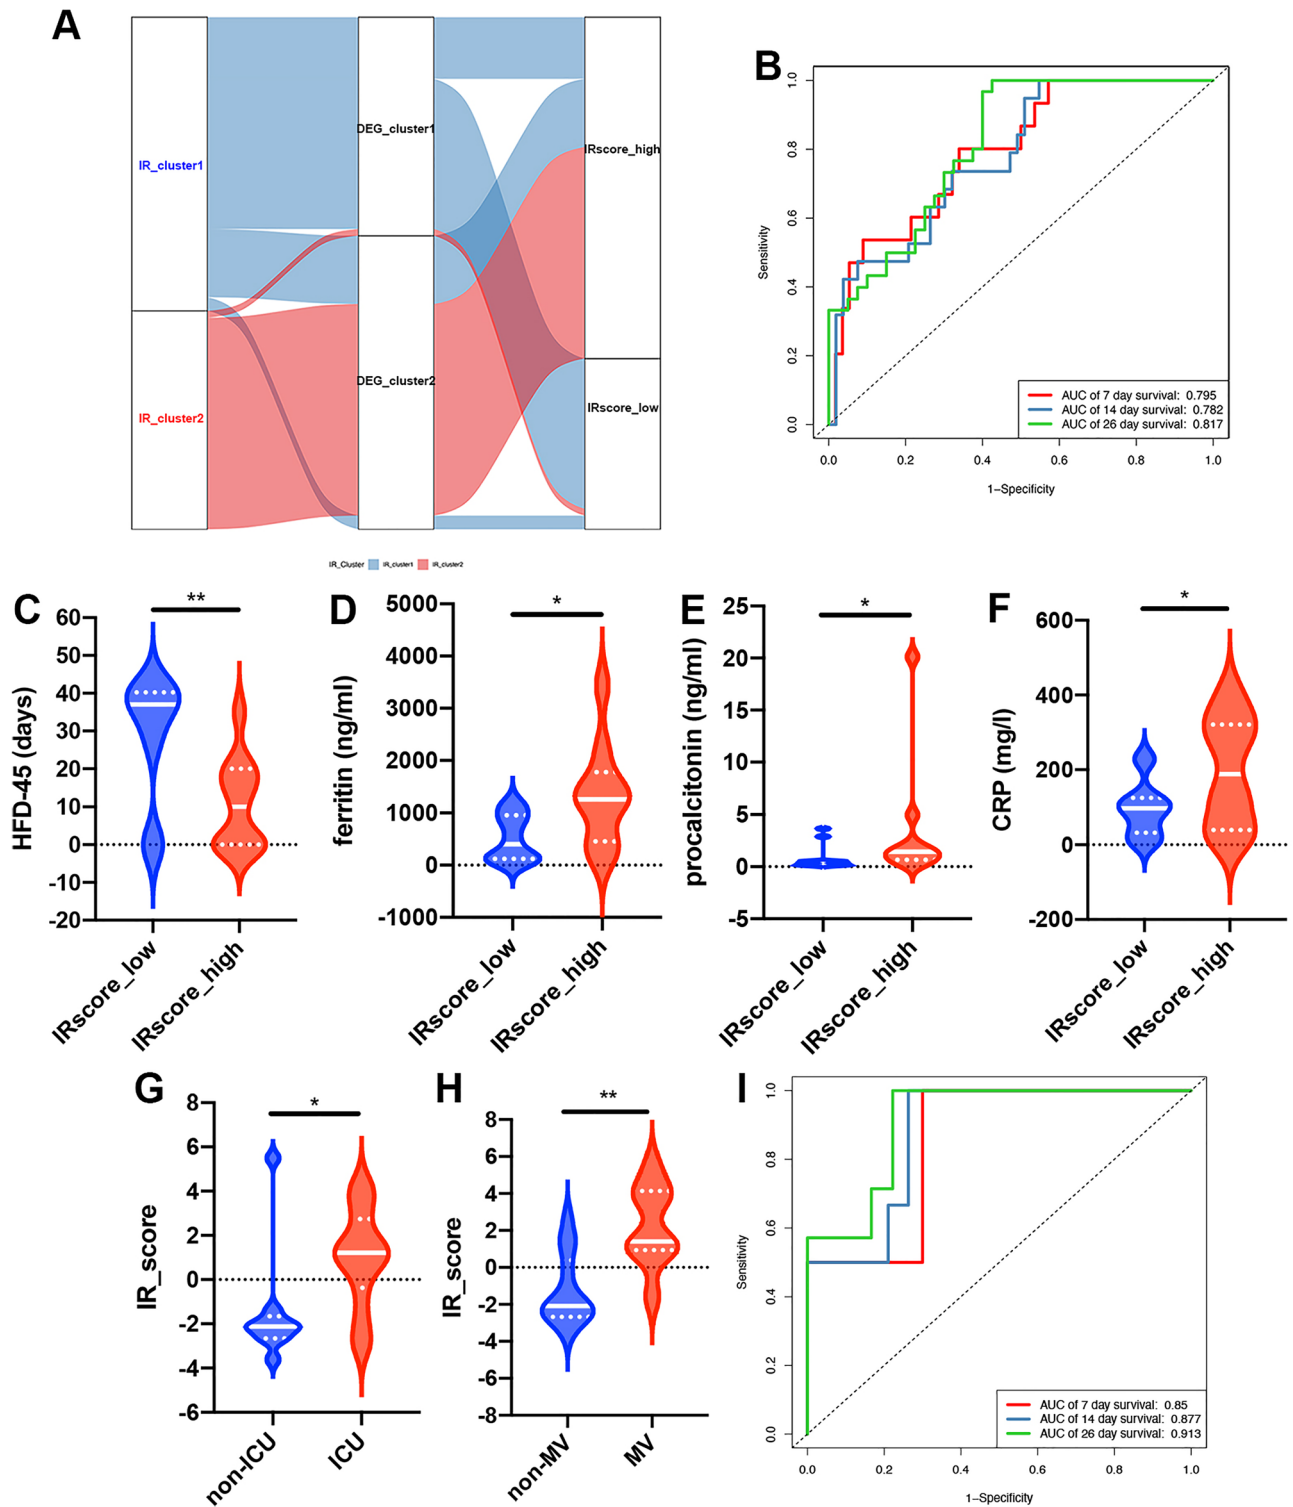 A
IR_cluster1
IR_cluster2
DEG_cluster1
DEG_cluster2
IRscore_high
IRscore_low
IR_Cluster IR_cluster1 IR_cluster2
B
Sensitivity
1.0
0.8
0.6
0.4
0.2
0.0
AUC of 7 day survival: 0.795
AUC of 14 day survival: 0.782
AUC of 26 day survival: 0.817
0.0 0.2 0.4 0.6 0.8 1.0
1−Specificity
C
**
HFD-45 (days)
60
50
40
30
20
10
0
-10
-20
IRscore_low
IRscore_high
D
*
ferritin (ng/ml)
5000
4000
3000
2000
1000
0
-1000
IRscore_low
IRscore_high
E
*
procalcitonin (ng/ml)
25
20
15
10
5
0
-5
IRscore_low
IRscore_high
F
*
CRP (mg/l)
600
400
200
0
-200
IRscore_low
IRscore_high
G
*
IR_score
8
6
4
2
0
-2
-4
-6
non-ICU
ICU
H
**
IR_score
8
6
4
2
0
-2
-4
-6
-8
non-MV
MV
I
Sensitivity
1.0
0.8
0.6
0.4
0.2
0.0
AUC of 7 day survival: 0.85
AUC of 14 day survival: 0.877
AUC of 26 day survival: 0.913
0.0 0.2 0.4 0.6 0.8 1.0
1−Specificity